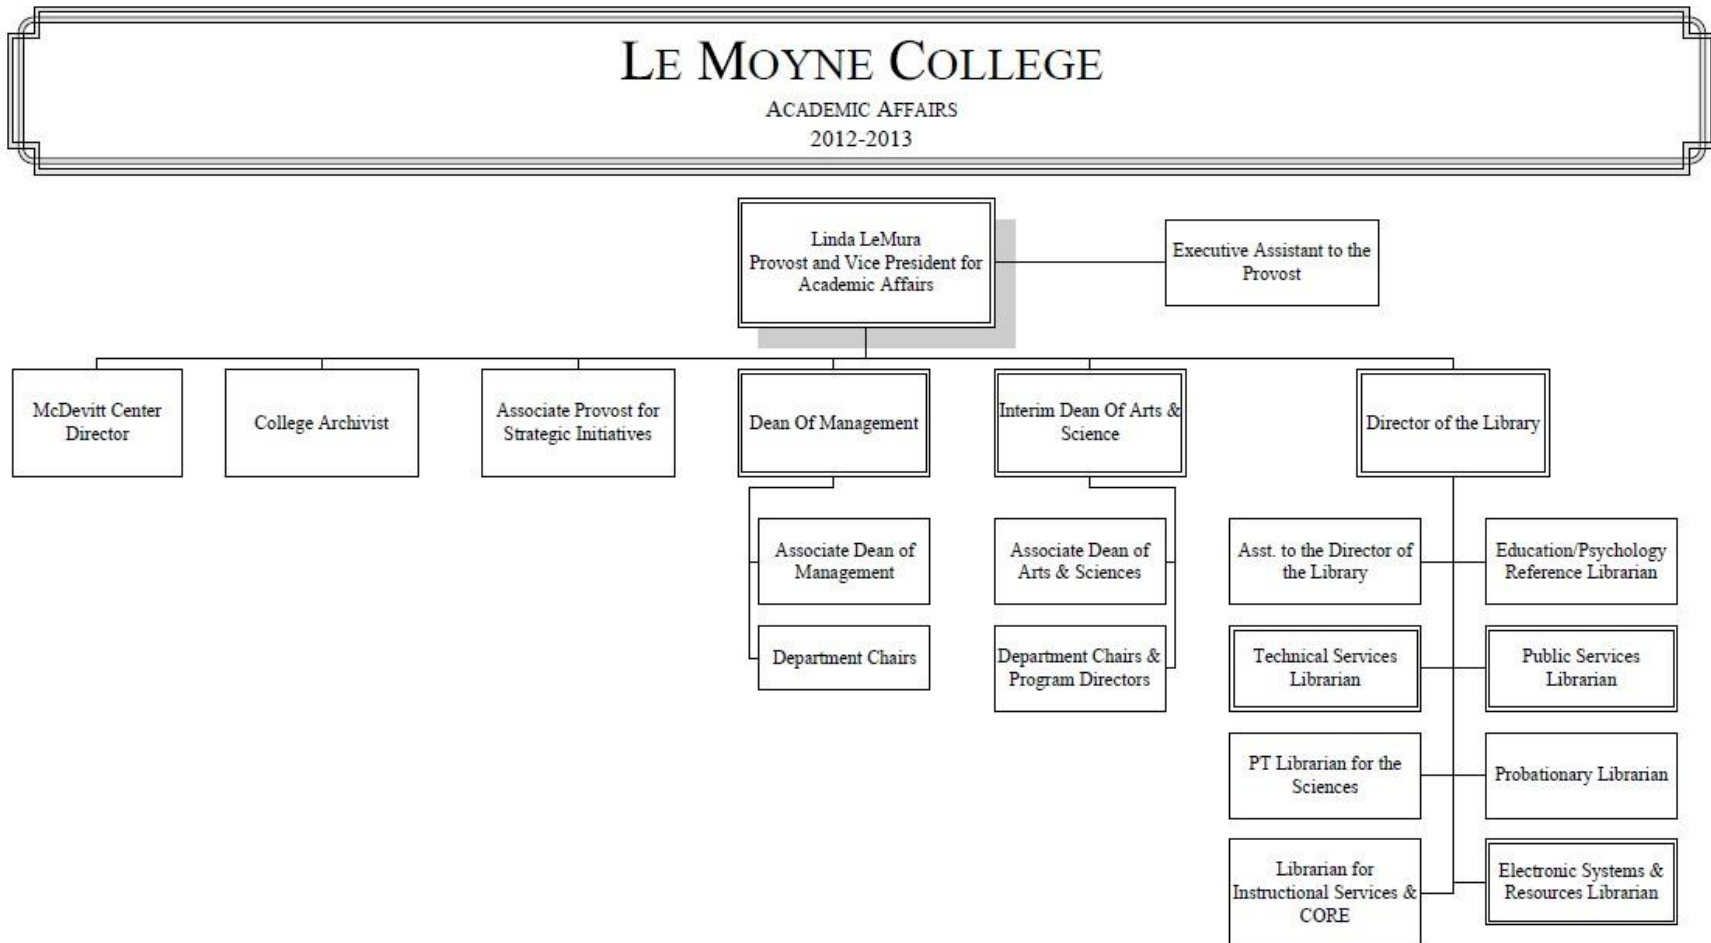 LE MOYNE COLLEGE
ACADEMIC AFFAIRS
2012-2013
Linda LeMura
Provost and Vice President for
Academic Affairs
Executive Assistant to the
Provost
McDevitt Center
Director
College Archivist
Associate Provost for
Strategic Initiatives
Dean Of Management
Interim Dean Of Arts &
Science
Director of the Library
Associate Dean of
Management
Associate Dean of
Arts & Sciences
Asst. to the Director of
the Library
Education/Psychology
Reference Librarian
Department Chairs
Department Chairs &
Program Directors
Technical Services
Librarian
Public Services
Librarian
PT Librarian for the
Sciences
Probationary Librarian
Librarian for
Instructional Services &
CORE
Electronic Systems &
Resources Librarian